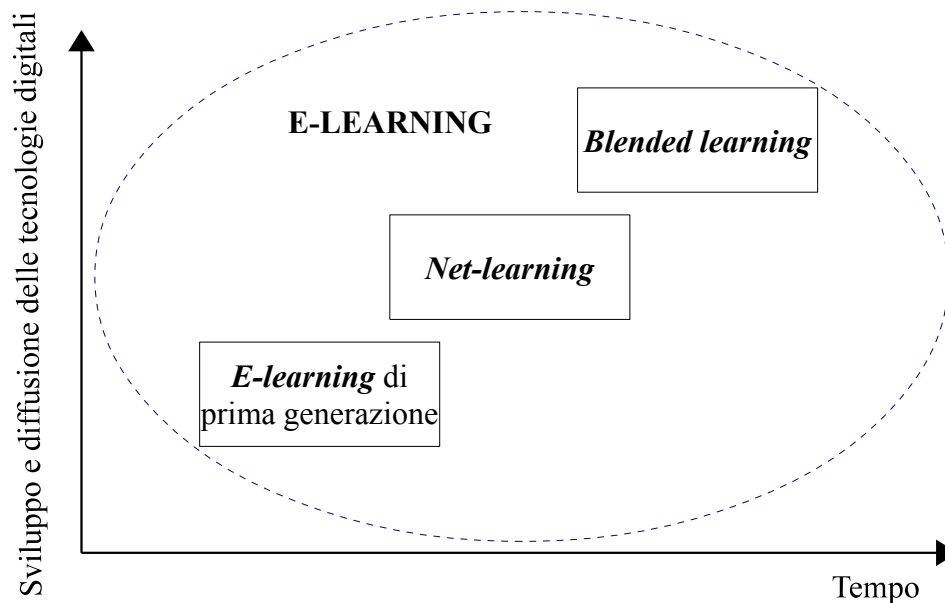 Sviluppo e diffusione delle tecnologie digitali
E-LEARNING
Blended learning
Net-learning
E-learning di
prima generazione
Tempo